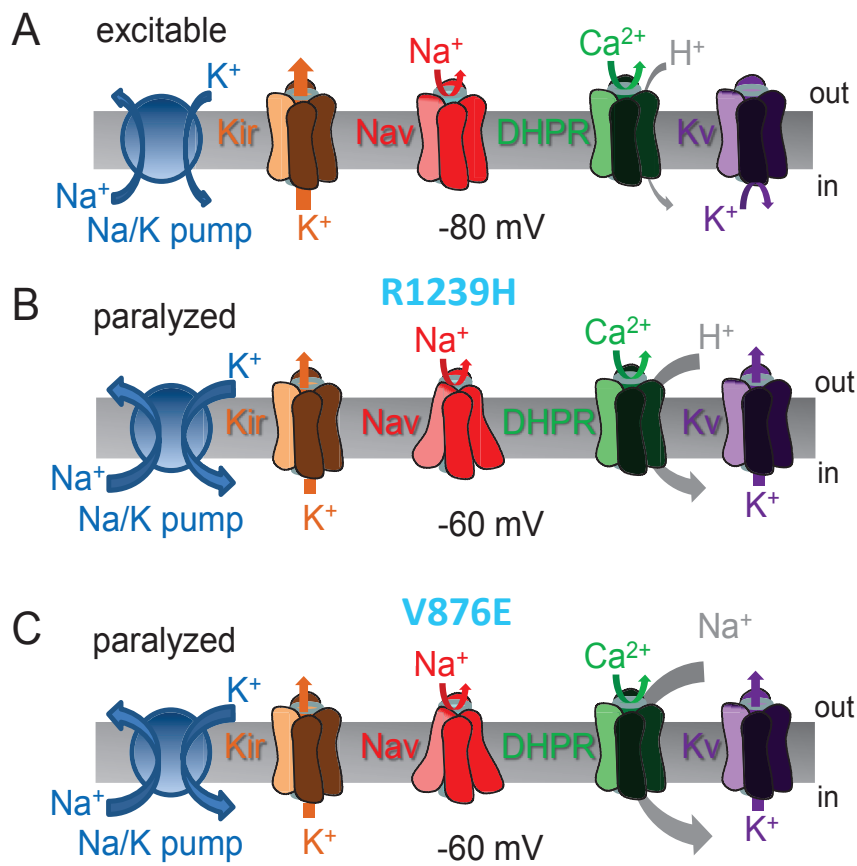 A
excitable
K⁺
Na⁺
Ca²⁺
H⁺
out
Kir
Nav
DHPR
Kv
in
Na⁺
K⁺
K⁺
Na/K pump
-80 mV
R1239H
B
paralyzed
K⁺
Na⁺
Ca²⁺
H⁺
out
Kir
Nav
DHPR
Kv
in
Na⁺
K⁺
K⁺
Na/K pump
-60 mV
V876E
C
paralyzed
K⁺
Na⁺
Ca²⁺
Na⁺
out
Kir
Nav
DHPR
Kv
in
Na⁺
K⁺
K⁺
Na/K pump
-60 mV